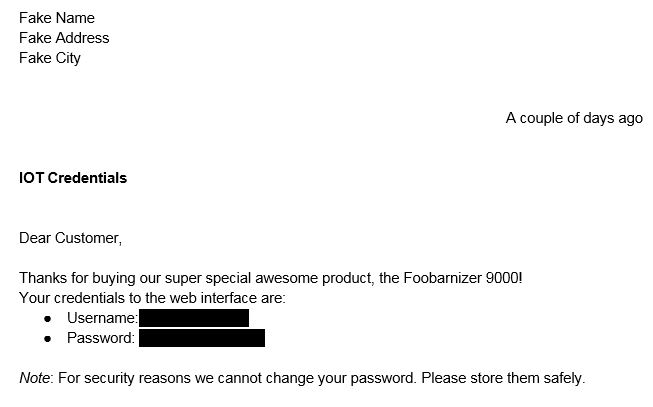 Fake Name
Fake Address
Fake City
A couple of days ago
IOT Credentials
Dear Customer,
Thanks for buying our super special awesome product, the Foobarnizer 9000!
Your credentials to the web interface are:
● Username:
● Password:
Note: For security reasons we cannot change your password. Please store them safely.